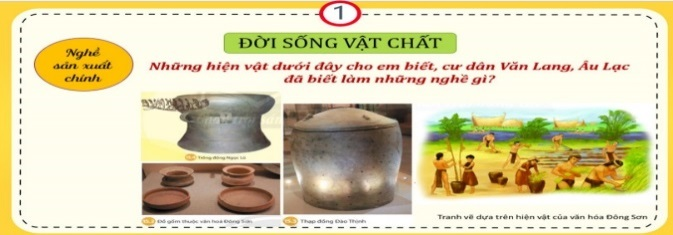 1
ĐỜI SỐNG VẬT CHẤT
Nghề
sản xuất
chính
Những hiện vật dưới đây cho em biết, cư dân Văn Lang, Âu Lạc
đã biết làm những nghề gì?
Trống đồng Ngọc Lũ
Đồ gốm thuộc văn hoá Đông Sơn
Thạp đồng Đào Thịnh
Tranh vẽ dựa trên hiện vật của văn hóa Đông Sơn